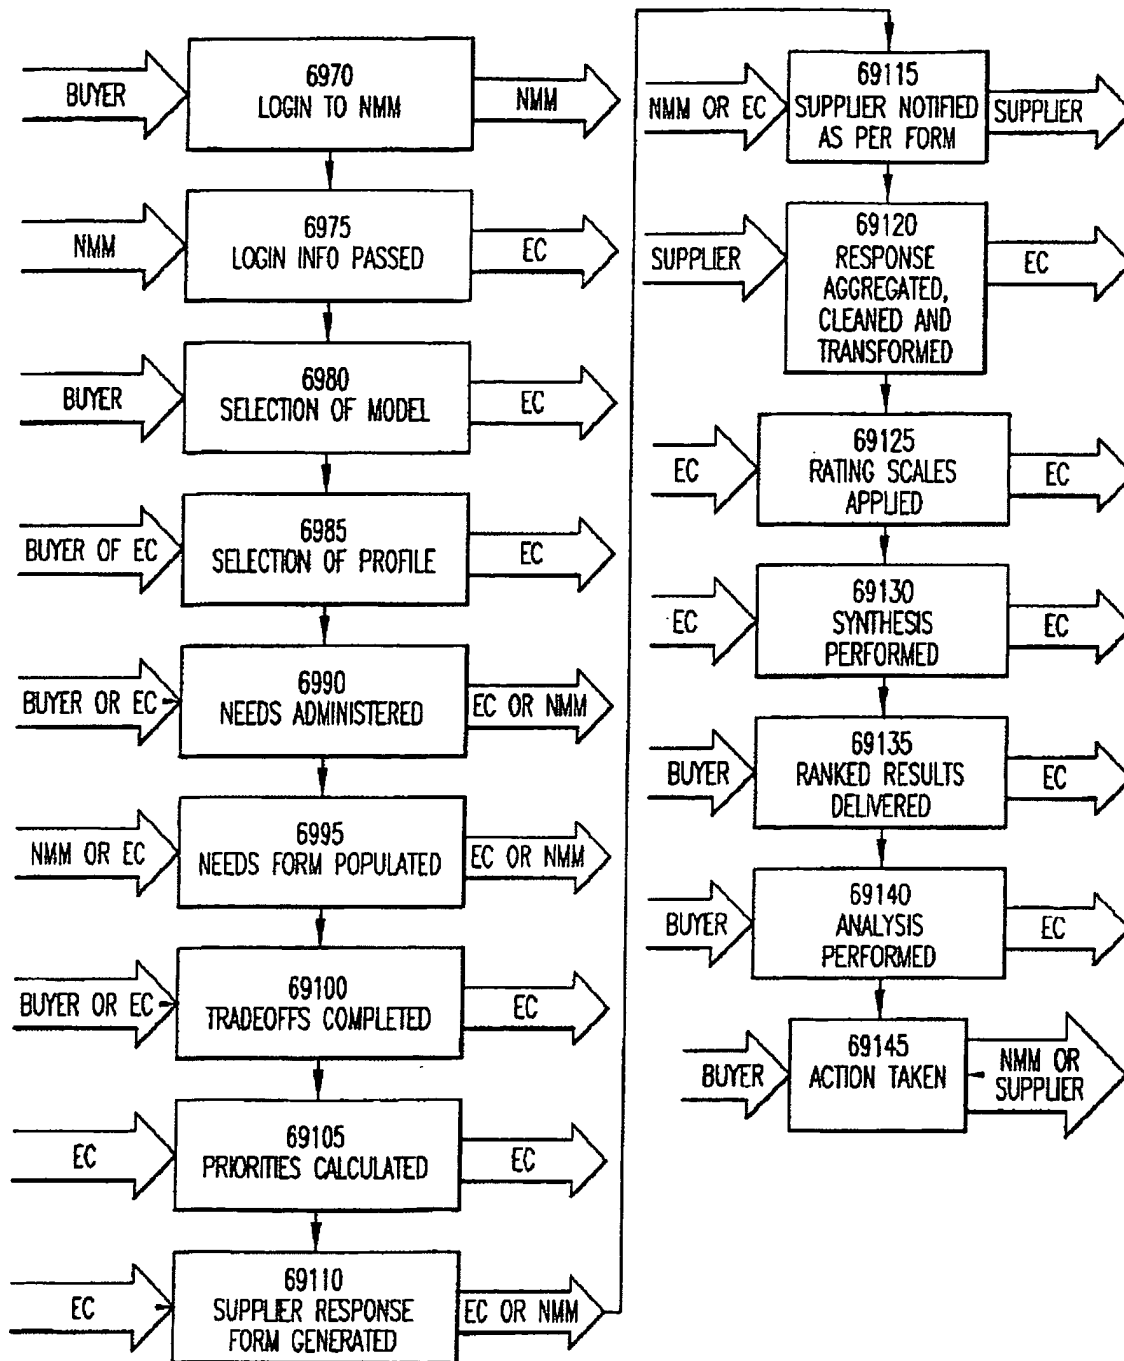 BUYER
6970
LOGIN TO NMM
NMM
NMM
6975
LOGIN INFO PASSED
EC
BUYER
6980
SELECTION OF MODEL
EC
BUYER OF EC
6985
SELECTION OF PROFILE
EC
BUYER OR EC
6990
NEEDS ADMINISTERED
EC OR NMM
NMM OR EC
6995
NEEDS FORM POPULATED
EC OR NMM
BUYER OR EC
69100
TRADEOFFS COMPLETED
EC
EC
69105
PRIORITIES CALCULATED
EC
EC
69110
SUPPLIER RESPONSE
FORM GENERATED
EC OR NMM
NMM OR EC
69115
SUPPLIER NOTIFIED
AS PER FORM
SUPPLIER
SUPPLIER
69120
RESPONSE
AGGREGATED,
CLEANED AND
TRANSFORMED
EC
EC
69125
RATING SCALES
APPLIED
EC
EC
69130
SYNTHESIS
PERFORMED
EC
BUYER
69135
RANKED RESULTS
DELIVERED
EC
BUYER
69140
ANALYSIS
PERFORMED
EC
BUYER
69145
ACTION TAKEN
NMM OR
SUPPLIER